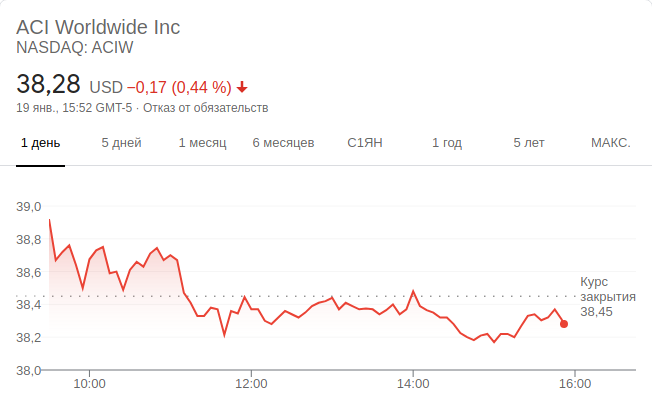 ACI Worldwide Inc
NASDAQ: ACIW
38,28 USD −0,17 (0,44 %)
19 янв., 15:52 GMT-5 · Отказ от обязательств
1 день 5 дней 1 месяц 6 месяцев С1ЯН 1 год 5 лет МАКС.
39,0
38,8
38,6
38,4
38,2
38,0
Курс
закрытия
38,45
10:00 12:00 14:00 16:00